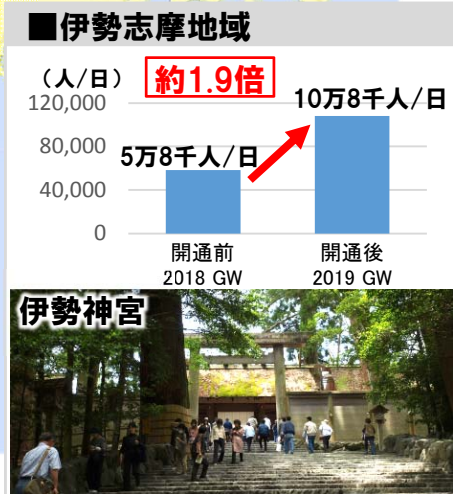 ■伊勢志摩地域
(人/日)
約1.9倍
120,000
10万8千人/日
80,000
5万8千人/日
40,000
0
開通前
2018 GW
開通後
2019 GW
伊勢神宮